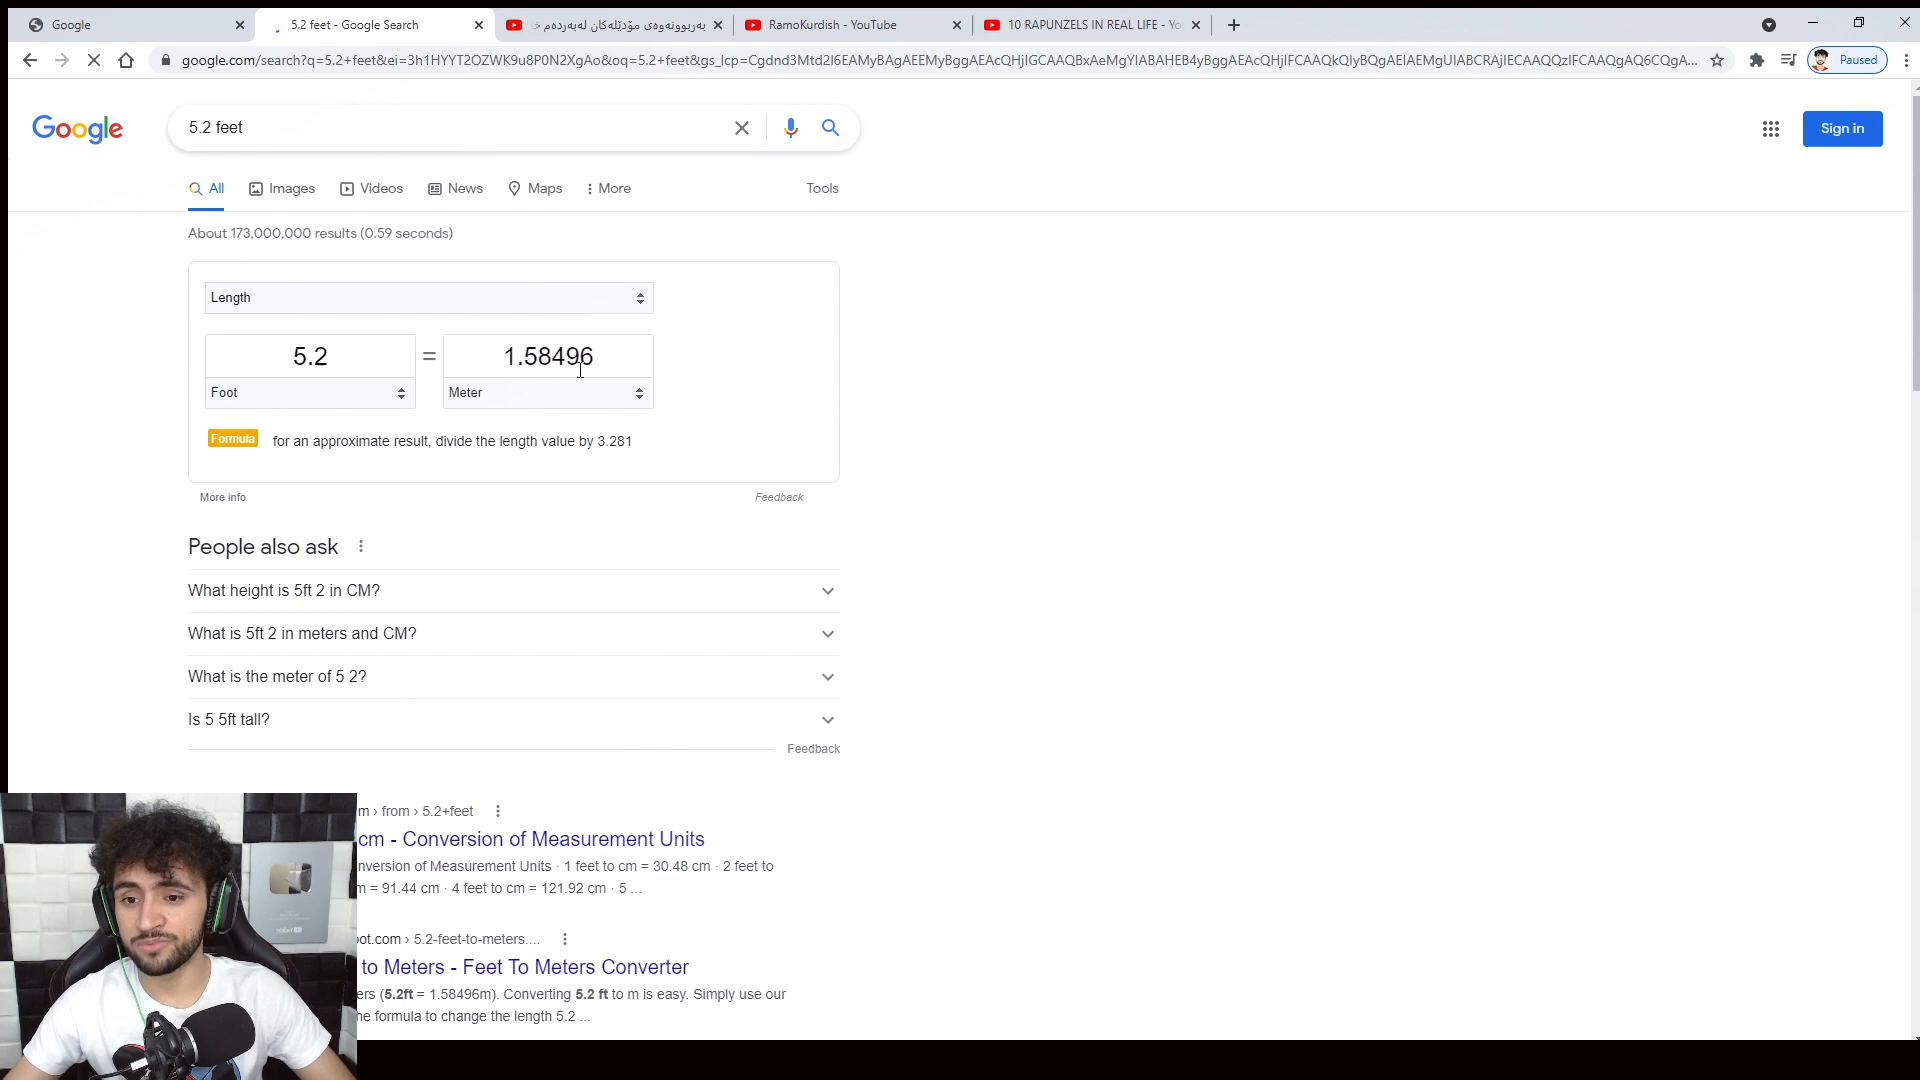 Google
5.2 feet - Google Search
بەربوونەوەی مۆدێلەکان لەبەردەم
RamoKurdish - YouTube
10 RAPUNZELS IN REAL LIFE - Yo
google.com/search?q=5.2+feet&ei=3h1HYYT2OZWK9u8P0N2XgAo&oq=5.2+feet&gs_lcp=Cgdnd3Mtd2l6EAMyBAgAEEMyBggAEAcQHjIGCAAQBxAeMgYIABAHEB4yBggAEAcQHjIFCAAQkQIyBQgAEIAEMgUIABCRAjIECAAQQzIFCAAQgAQ6CQgA...
Paused
Google
5.2 feet
Sign in
All
Images
Videos
News
Maps
More
Tools
About 173,000,000 results (0.59 seconds)
Length
5.2 = 1.58496
Foot
Meter
Formula for an approximate result, divide the length value by 3.281
More info
Feedback
People also ask
What height is 5ft 2 in CM?
What is 5ft 2 in meters and CM?
What is the meter of 5 2?
Is 5 5ft tall?
Feedback
m › from › 5.2+feet
cm - Conversion of Measurement Units
nversion of Measurement Units · 1 feet to cm = 30.48 cm · 2 feet to
m = 91.44 cm · 4 feet to cm = 121.92 cm · 5 ...
ot.com › 5.2-feet-to-meters....
to Meters - Feet To Meters Converter
ers (5.2ft = 1.58496m). Converting 5.2 ft to m is easy. Simply use our
he formula to change the length 5.2 ...